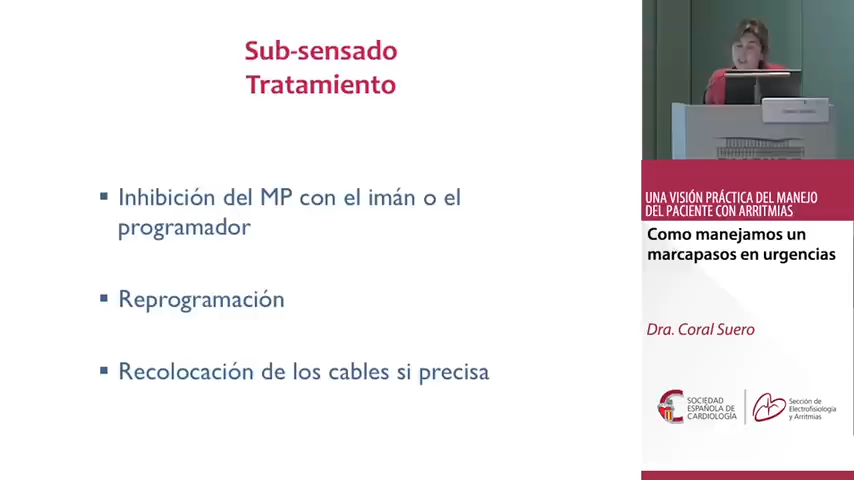 Sub-sensado
Tratamiento
Inhibición del MP con el imán o el
programador
Reprogramación
Recolocación de los cables si precisa
UNA VISIÓN PRÁCTICA DEL MANEJO
DEL PACIENTE CON ARRITMIAS
Como manejamos un
marcapasos en urgencias
Dra. Coral Suero
SOCIEDAD
ESPAÑOLA DE
CARDIOLOGÍA
Sección de
Electrofisiología
y Arritmias